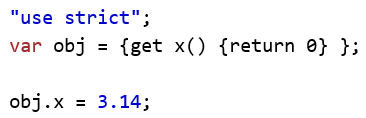 "use strict";
var obj = {get x() {return 0} };
obj.x = 3.14;